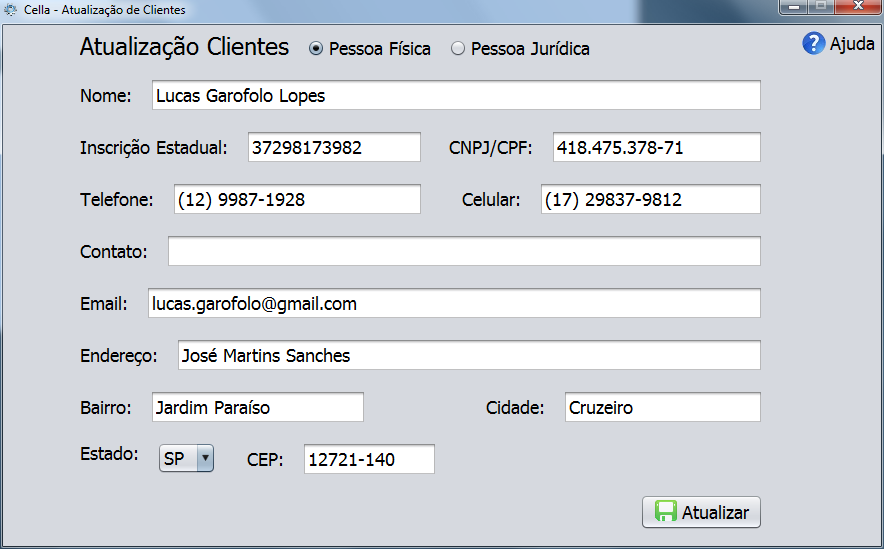 Cella - Atualização de Clientes
Atualização Clientes Pessoa Física Pessoa Jurídica Ajuda
Nome: Lucas Garofolo Lopes
Inscrição Estadual: 37298173982 CNPJ/CPF: 418.475.378-71
Telefone: (12) 9987-1928 Celular: (17) 29837-9812
Contato:
Email: lucas.garofolo@gmail.com
Endereço: José Martins Sanches
Bairro: Jardim Paraíso Cidade: Cruzeiro
Estado: SP CEP: 12721-140
Atualizar